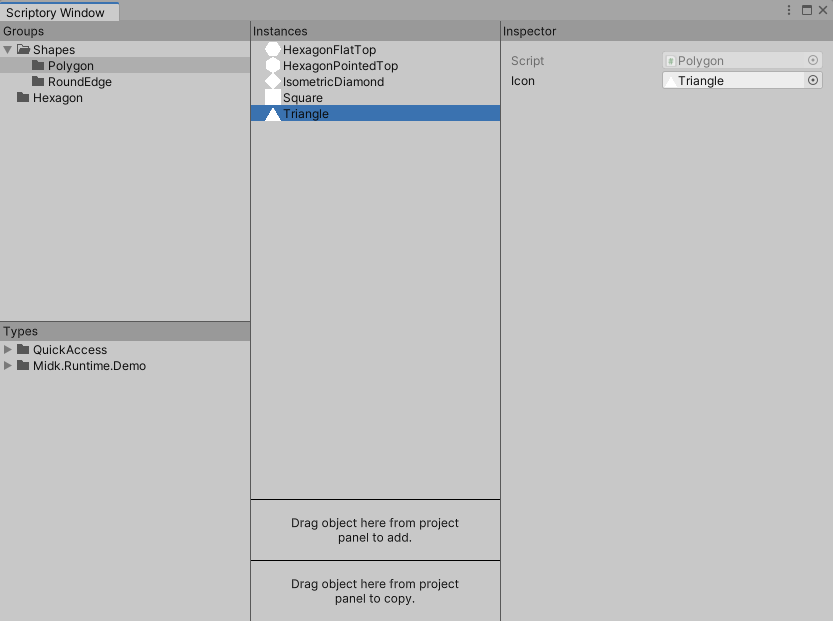 Scriptory Window
Groups
Shapes
Polygon
RoundEdge
Hexagon
Types
QuickAccess
Midk.Runtime.Demo
Instances
HexagonFlatTop
HexagonPointedTop
IsometricDiamond
Square
Triangle
Drag object here from project
panel to add.
Drag object here from project
panel to copy.
Inspector
Script
Polygon
Icon
Triangle